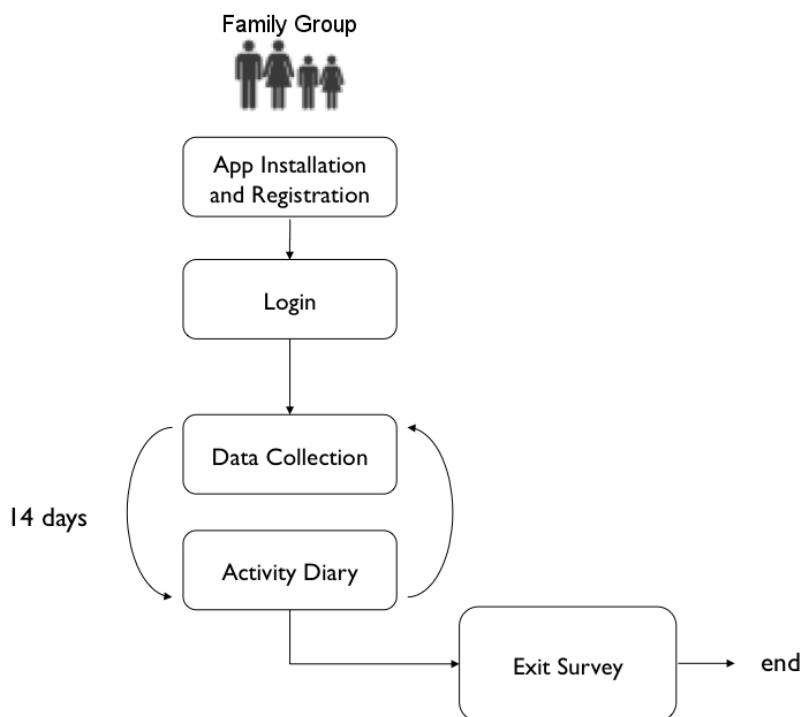 Family Group
App Installation
and Registration
Login
Data Collection
14 days
Activity Diary
Exit Survey
end